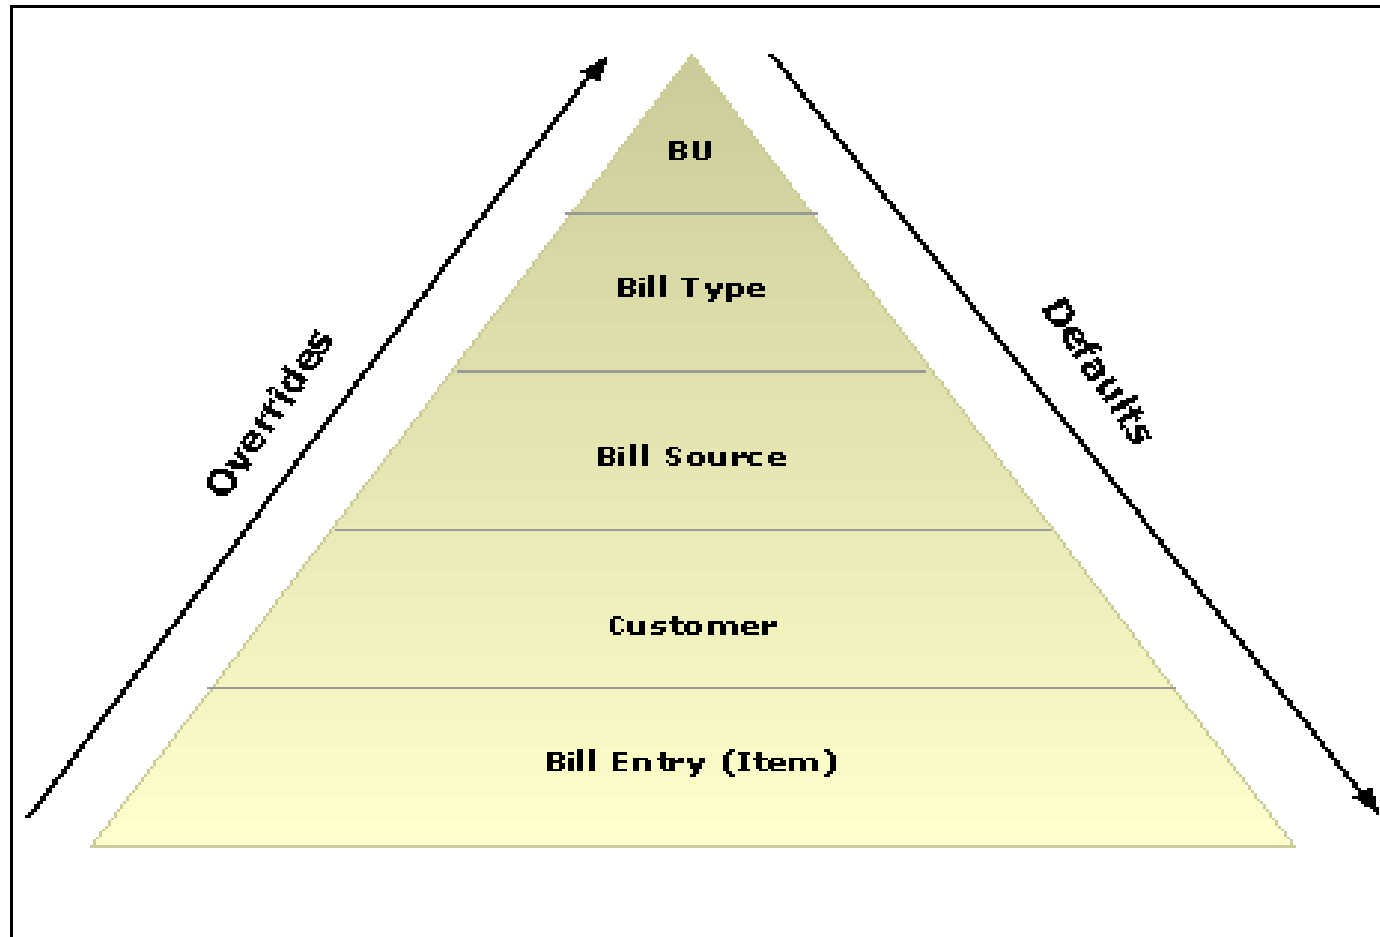 BU
Bill Type
Overrides
Defaults
Bill Source
Customer
Bill Entry (Item)